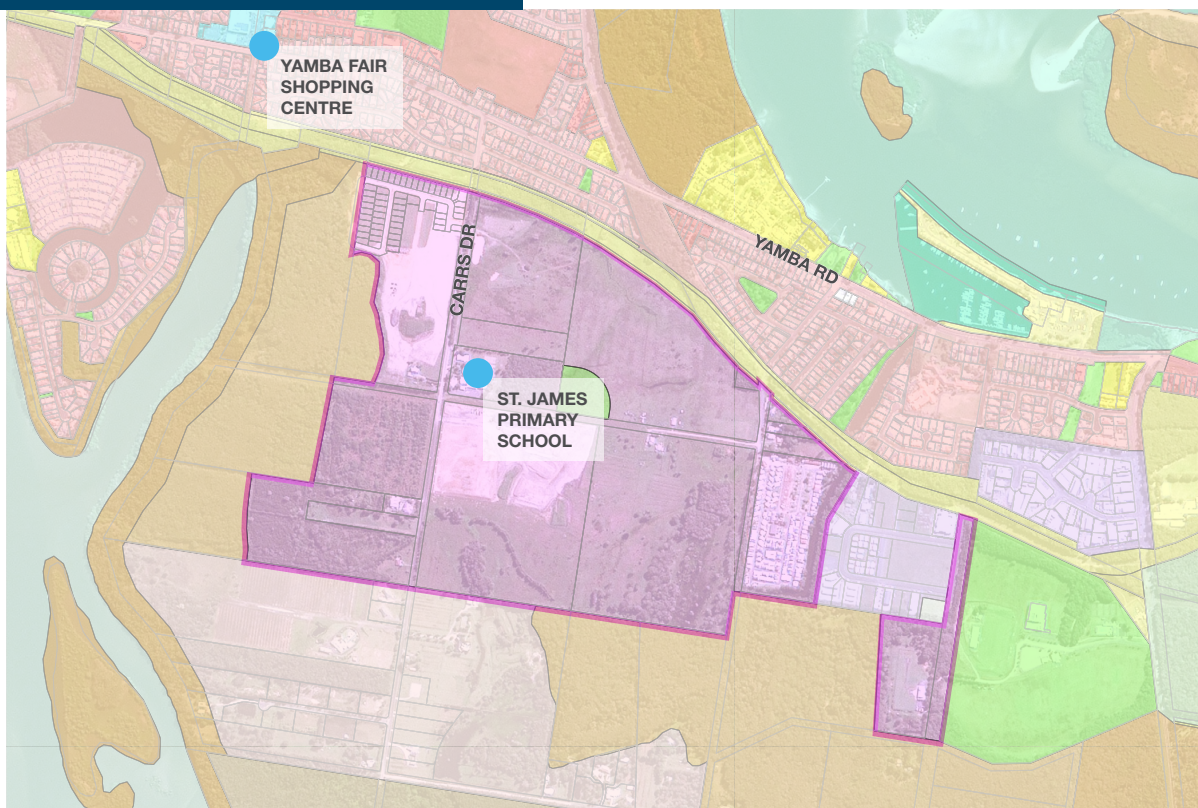 YAMBA FAIR
SHOPPING
CENTRE
YAMBA RD
CARRS DR
ST. JAMES
PRIMARY
SCHOOL